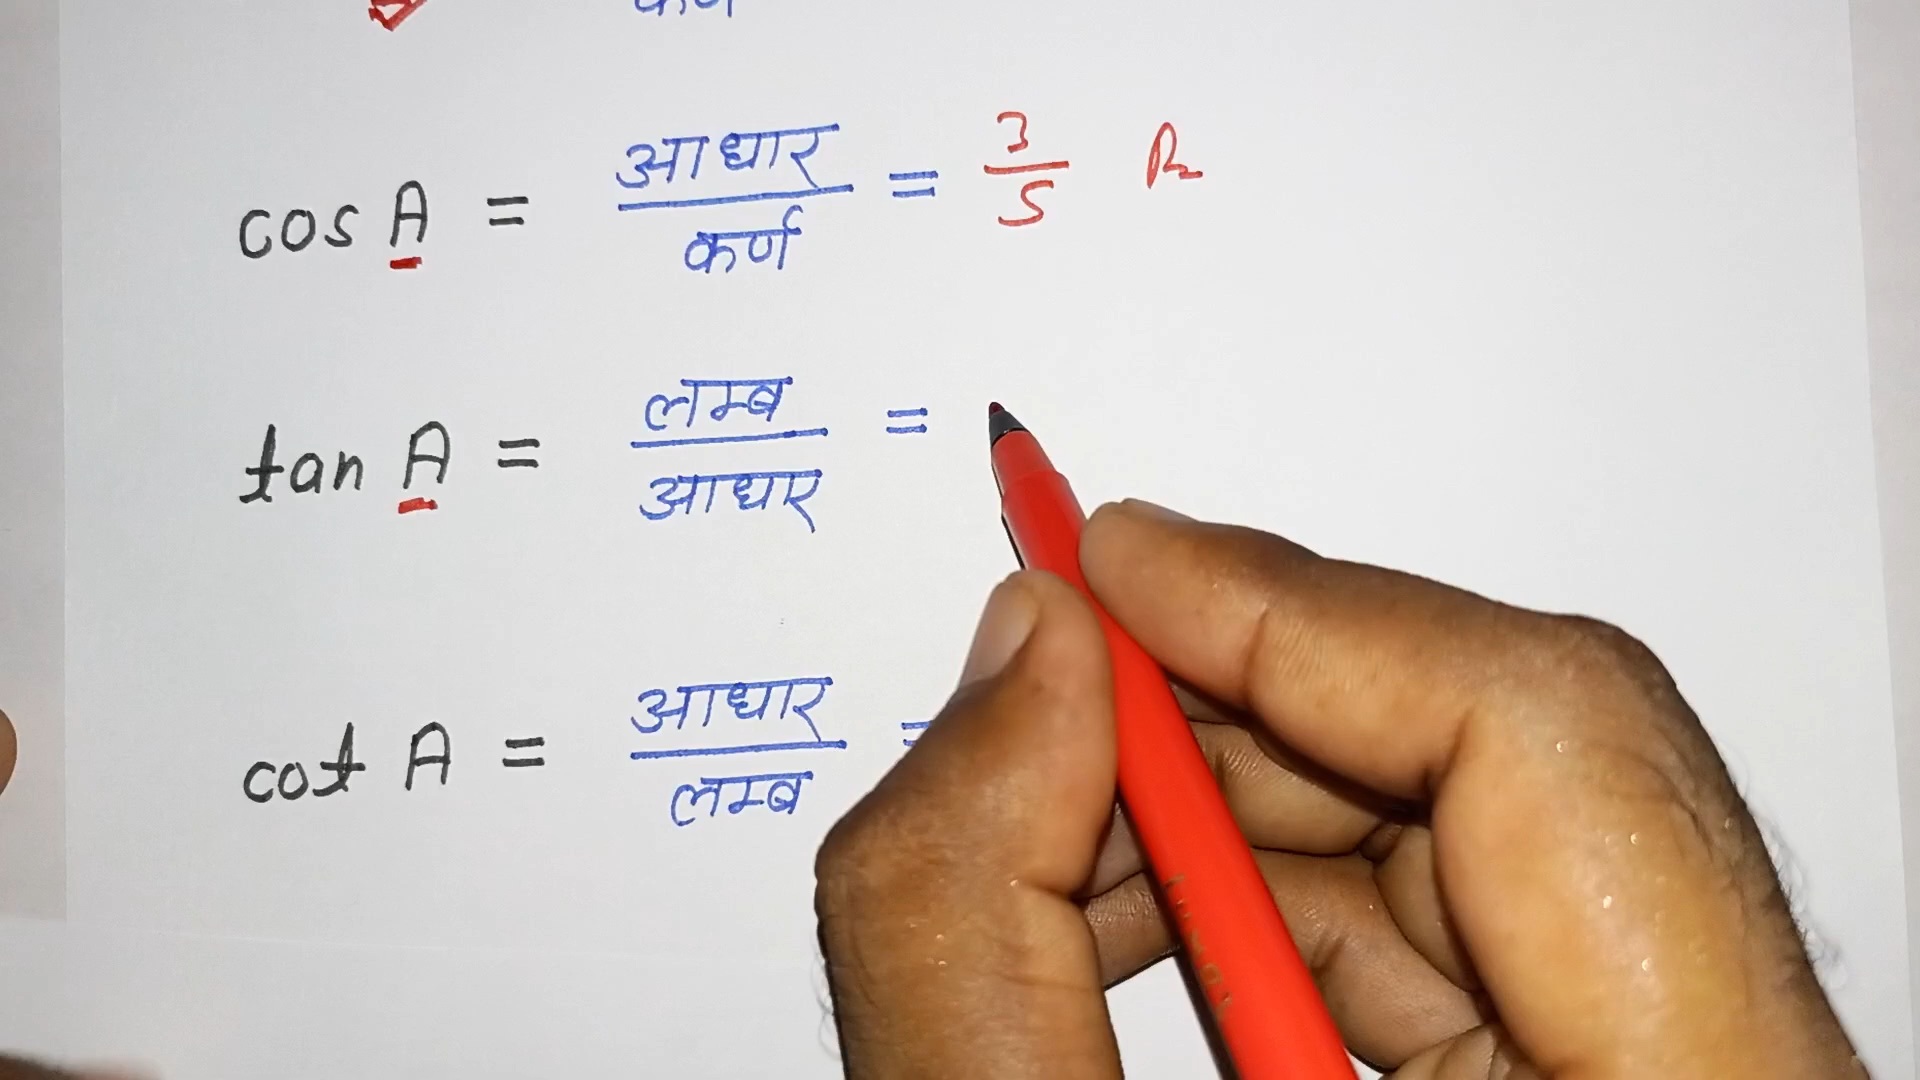 cos A = आधार/कर्ण = 3/5
tan A = लम्ब/आधार =
cot A = आधार/लम्ब =